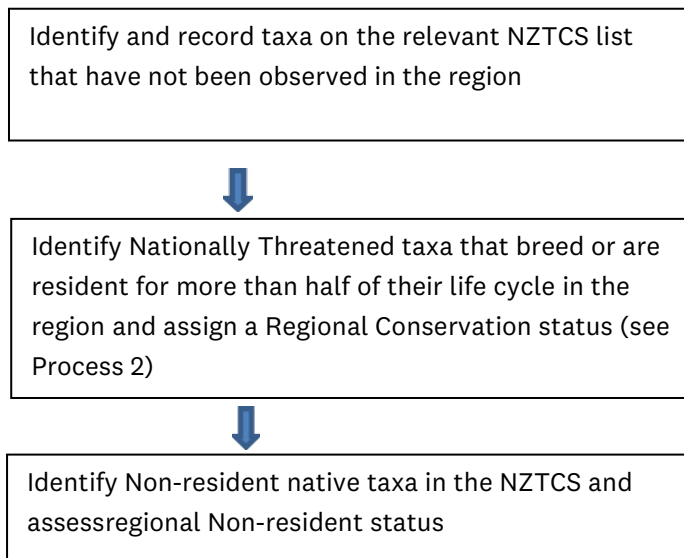 Identify and record taxa on the relevant NZTCS list
that have not been observed in the region
Identify Nationally Threatened taxa that breed or are
resident for more than half of their life cycle in the
region and assign a Regional Conservation status (see
Process 2)
Identify Non-resident native taxa in the NZTCS and
assessregional Non-resident status